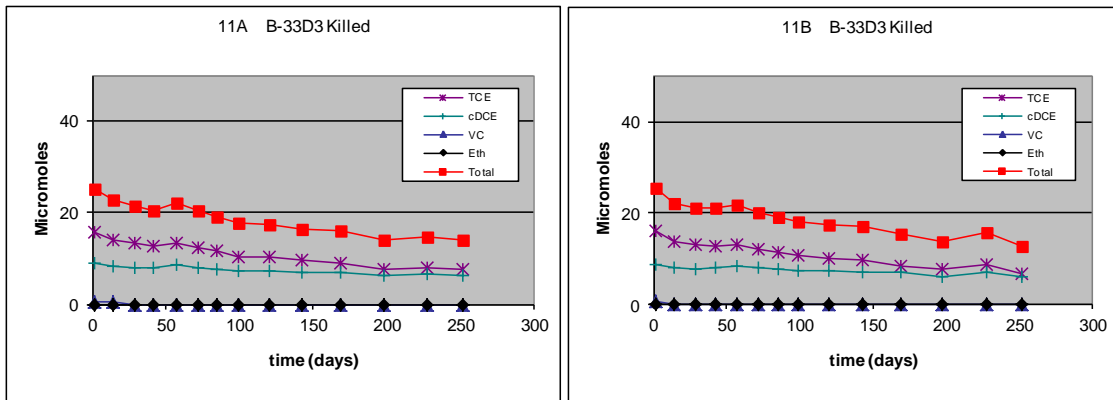 11A B-33D3 Killed
40
20
0
Micromoles
0 50 100 150 200 250 300
time (days)
TCE
cDCE
VC
Eth
Total
11B B-33D3 Killed
40
20
0
Micromoles
0 50 100 150 200 250 300
time (days)
TCE
cDCE
VC
Eth
Total